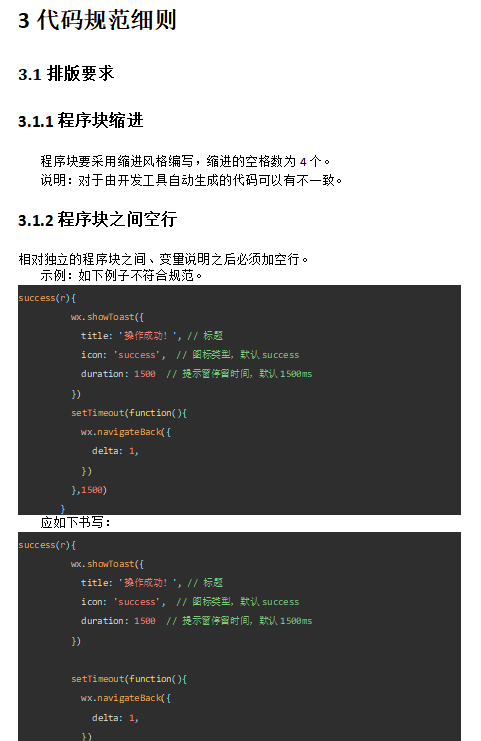 3 代码规范细则
3.1 排版要求
3.1.1 程序块缩进
程序块要采用缩进风格编写，缩进的空格数为 4 个。
说明：对于由开发工具自动生成的代码可以有不一致。
3.1.2 程序块之间空行
相对独立的程序块之间、变量说明之后必须加空行。
示例：如下例子不符合规范。
success(r){
wx.showToast({
title: '操作成功！', // 标题
icon: 'success',  // 图标类型，默认 success
duration: 1500  // 提示窗停留时间，默认 1500ms
})
setTimeout(function(){
wx.navigateBack({
delta: 1,
})
},1500)
}
应如下书写：
success(r){
wx.showToast({
title: '操作成功！', // 标题
icon: 'success',  // 图标类型，默认 success
duration: 1500  // 提示窗停留时间，默认 1500ms
})
setTimeout(function(){
wx.navigateBack({
delta: 1,
})